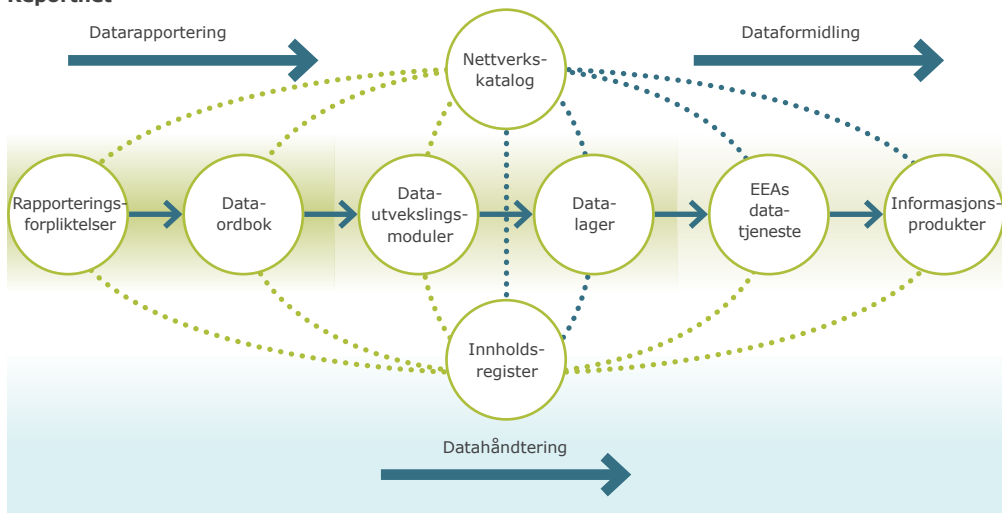 Reportnet
Datarapportering
Dataformidling
Nettverks-
katalog
Rapporterings-
forpliktelser
Data-
ordbok
Data-
utvekslings-
moduler
Data-
lager
EEAs
data-
tjeneste
Informasjons-
produkter
Innholds-
register
Datahåndtering